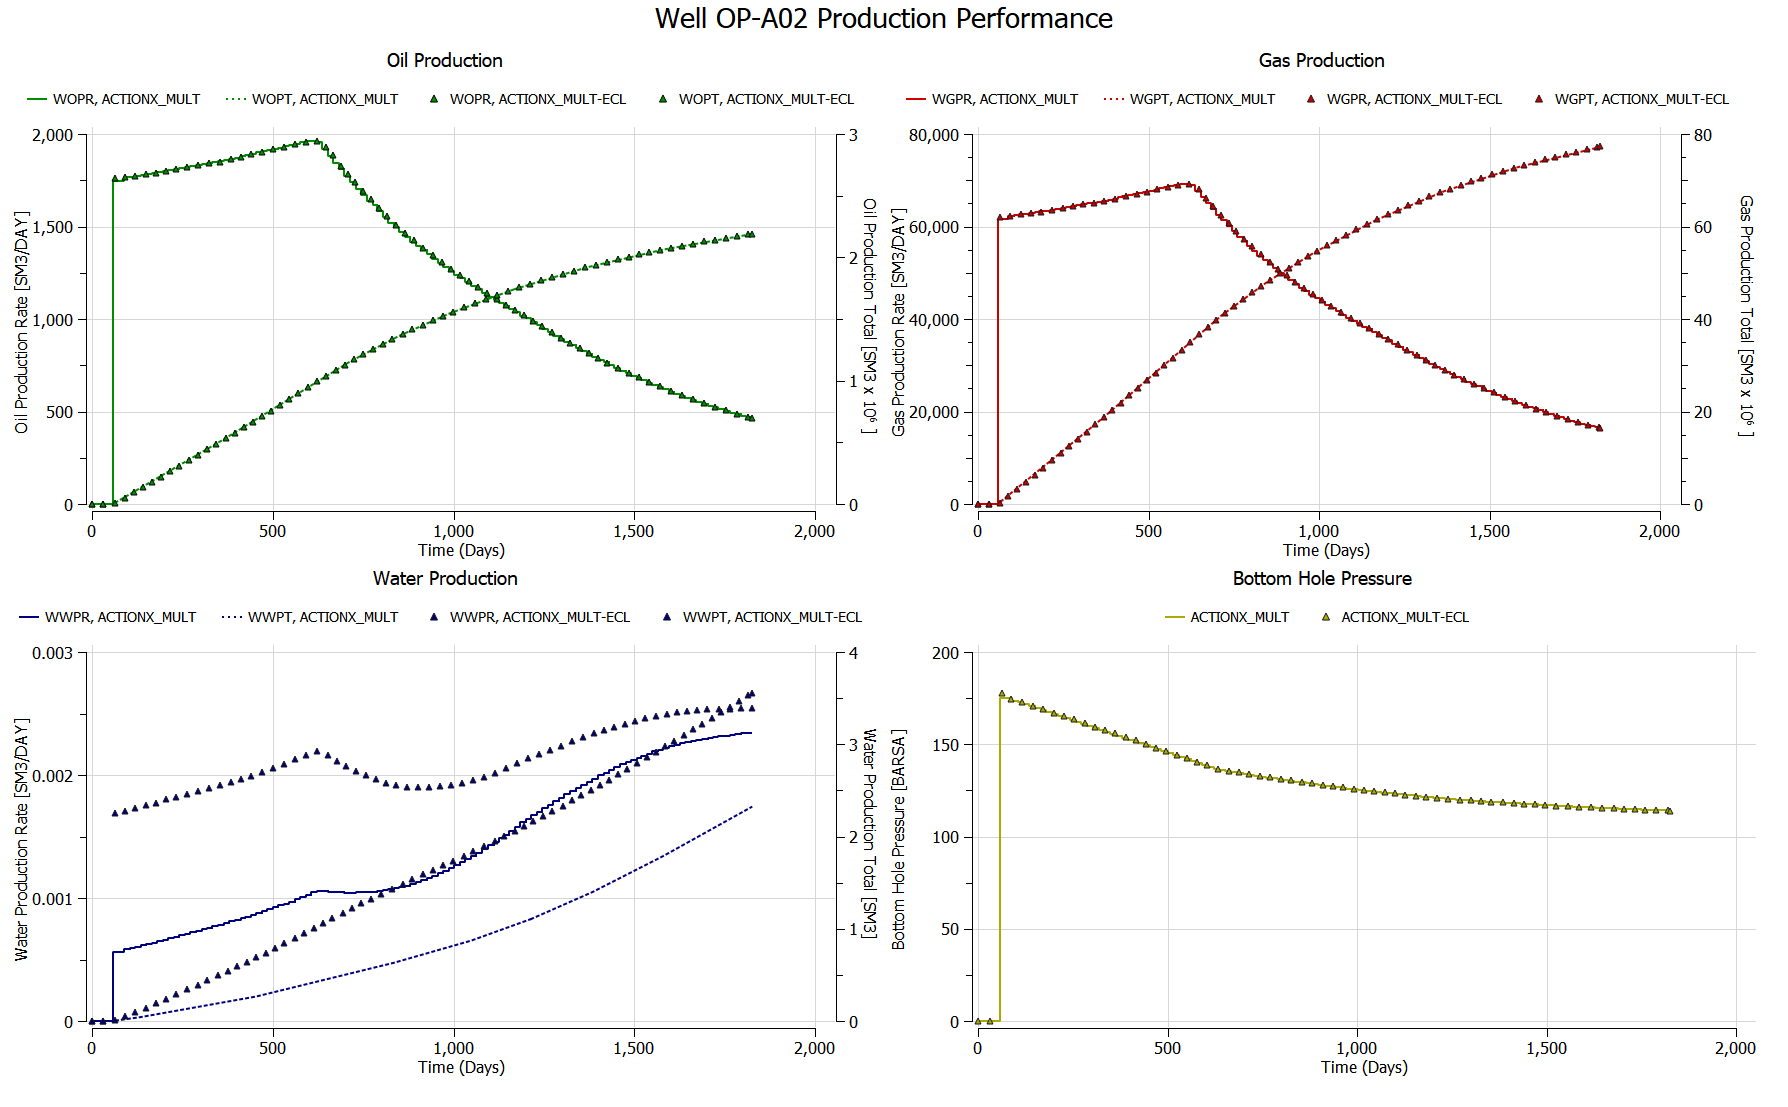 Well OP-A02 Production Performance
Oil Production
WOPR, ACTIONX_MULT WOPT, ACTIONX_MULT WOPR, ACTIONX_MULT-ECL WOPT, ACTIONX_MULT-ECL
2,000
1,500
1,000
500
0
Oil Production Rate [SM3/DAY]
3
2
1
0
Oil Production Total [SM3 x 10⁶ ]
0 500 1,000 1,500 2,000
Time (Days)
Gas Production
WGPR, ACTIONX_MULT WGPT, ACTIONX_MULT WGPR, ACTIONX_MULT-ECL WGPT, ACTIONX_MULT-ECL
80,000
60,000
40,000
20,000
0
Gas Production Rate [SM3/DAY]
80
60
40
20
0
Gas Production Total [SM3 x 10⁶ ]
0 500 1,000 1,500 2,000
Time (Days)
Water Production
WWPR, ACTIONX_MULT WWPT, ACTIONX_MULT WWPR, ACTIONX_MULT-ECL WWPT, ACTIONX_MULT-ECL
0.003
0.002
0.001
0
Water Production Rate [SM3/DAY]
4
3
2
1
0
Water Production Total [SM3]
0 500 1,000 1,500 2,000
Time (Days)
Bottom Hole Pressure
ACTIONX_MULT ACTIONX_MULT-ECL
200
150
100
50
0
Bottom Hole Pressure [BARSA]
0 500 1,000 1,500 2,000
Time (Days)